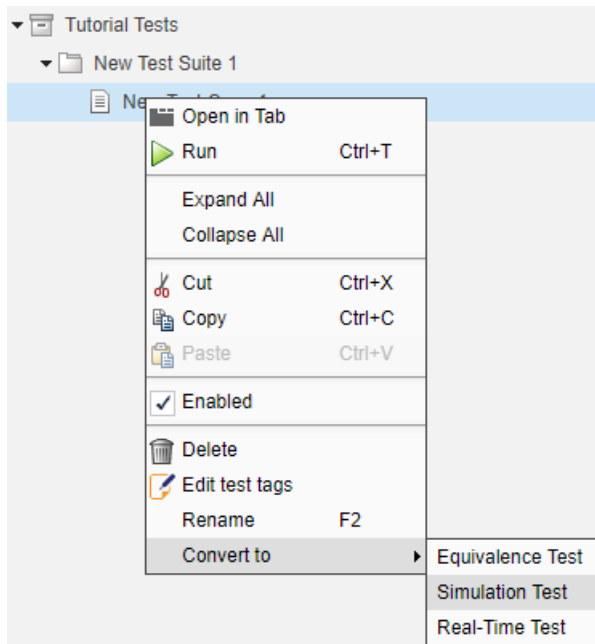 Tutorial Tests
New Test Suite 1
Open in Tab
Run Ctrl+T
Expand All
Collapse All
Cut Ctrl+X
Copy Ctrl+C
Paste Ctrl+V
Enabled
Delete
Edit test tags
Rename F2
Convert to
Equivalence Test
Simulation Test
Real-Time Test